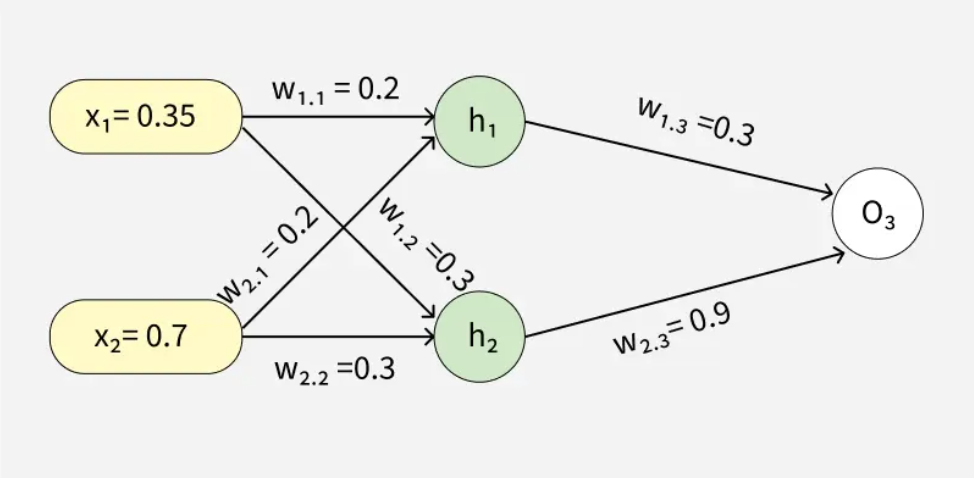 w₁.₁ = 0.2
x₁= 0.35
h₁
w₁.₃ =0.3
w₂.₁ = 0.2
w₁.₂ =0.3
O₃
x₂= 0.7
h₂
w₂.₃= 0.9
w₂.₂ =0.3